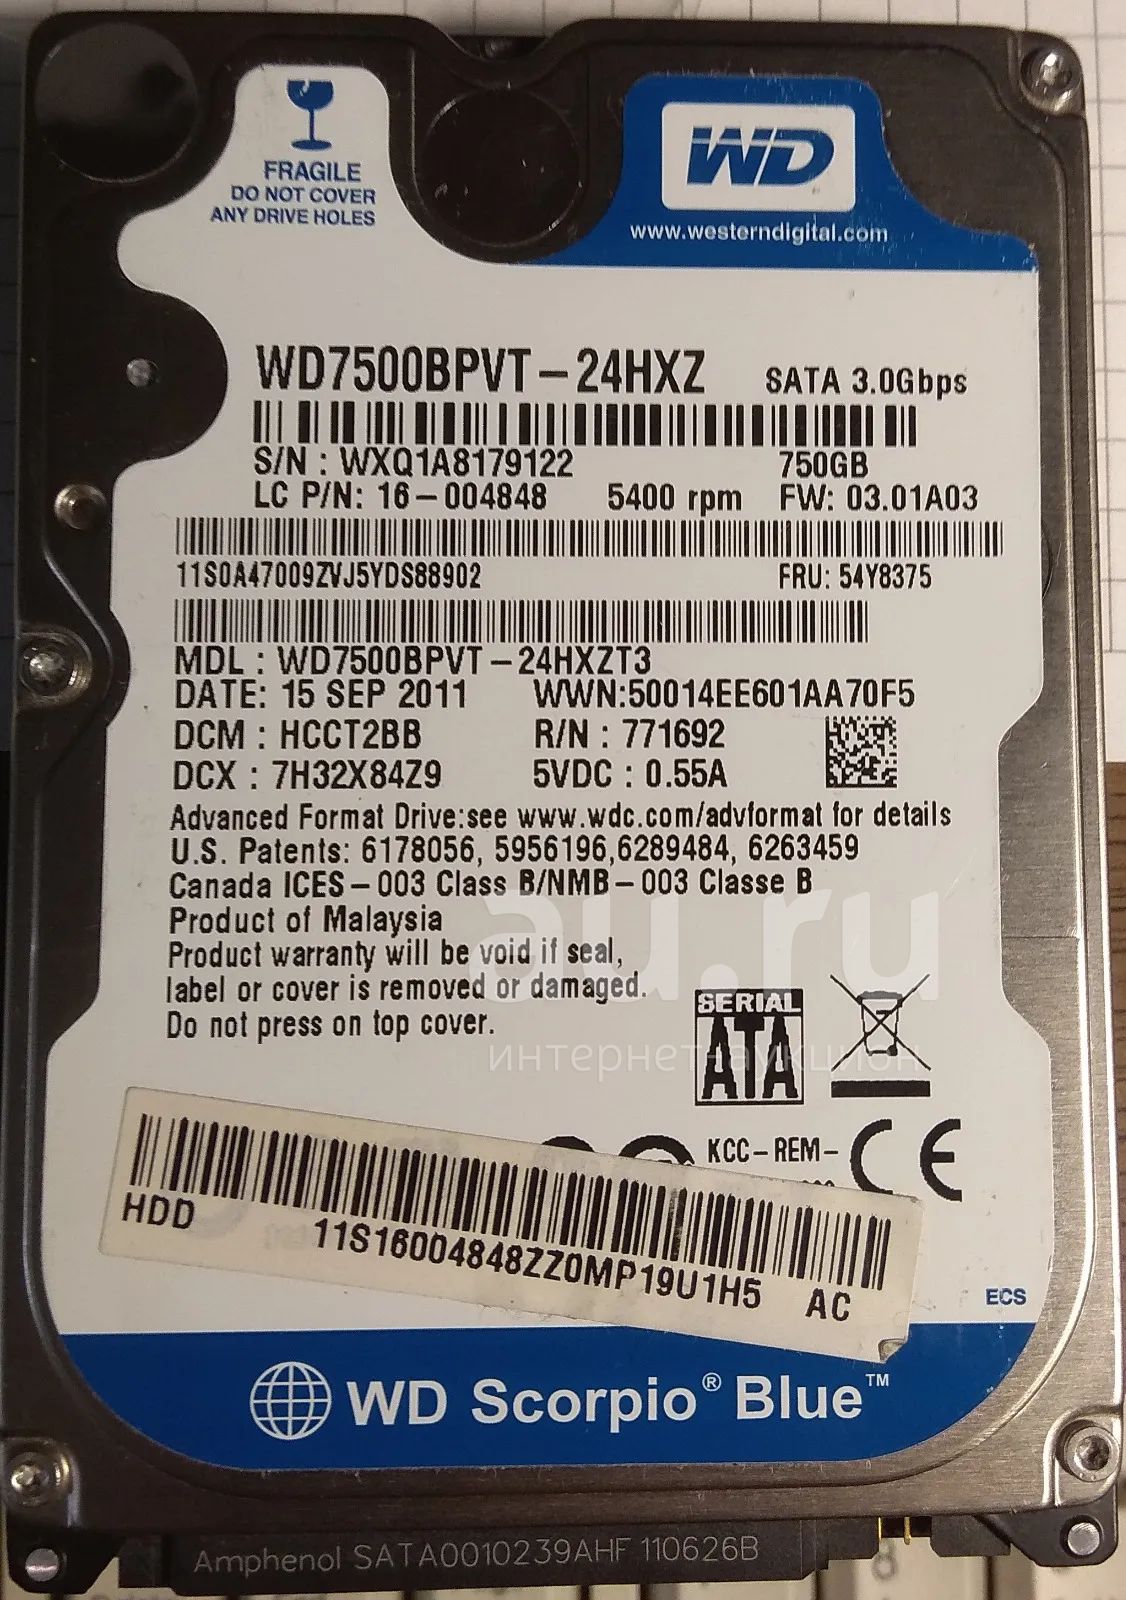 FRAGILE
DO NOT COVER
ANY DRIVE HOLES
WD
www.westerndigital.com
WD7500BPVT-24HXZ SATA 3.0Gbps
S/N : WXQ1A8179122 750GB
LC P/N: 16-004848 5400 rpm FW: 03.01A03
11S0A47009ZVJ5YDS88902 FRU: 54Y8375
MDL : WD7500BPVT-24HXZT3
DATE: 15 SEP 2011 WWN:50014EE601AA70F5
DCM : HCCT2BB R/N : 771692
DCX : 7H32X84Z9 5VDC : 0.55A
Advanced Format Drive:see www.wdc.com/advformat for details
U.S. Patents: 6178056, 5956196,6289484, 6263459
Canada ICES-003 Class B/NMB-003 Classe B
Product of Malaysia
Product warranty will be void if seal,
label or cover is removed or damaged.
Do not press on top cover.
au.ru
интернет-аукцион
SERIAL
ATA
KCC-REM-
CE
HDD 11S16004848ZZ0MP19U1H5 AC
ECS
WD Scorpio® Blue™
Amphenol SATA0010239AHF 110626B
8